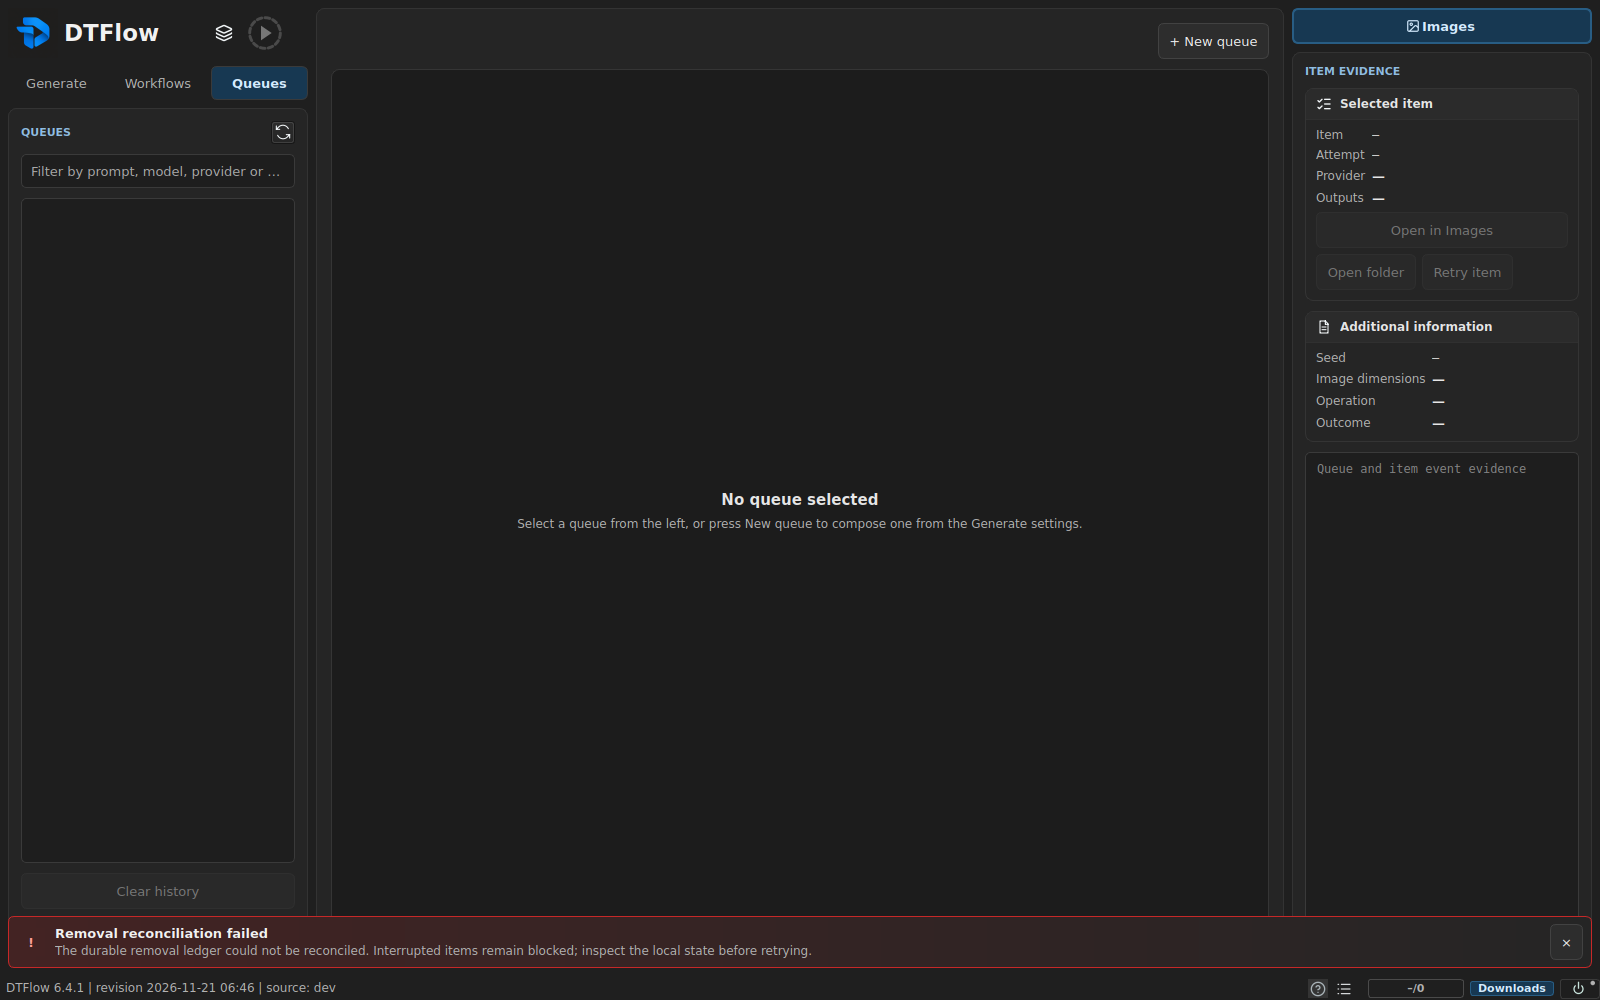 DTFlow
Generate
Workflows
Queues
QUEUES
Filter by prompt, model, provider or ...
Clear history
+ New queue
No queue selected
Select a queue from the left, or press New queue to compose one from the Generate settings.
Images
ITEM EVIDENCE
Selected item
Item –
Attempt –
Provider —
Outputs —
Open in Images
Open folder
Retry item
Additional information
Seed –
Image dimensions —
Operation —
Outcome —
Queue and item event evidence
! Removal reconciliation failed
The durable removal ledger could not be reconciled. Interrupted items remain blocked; inspect the local state before retrying.
×
DTFlow 6.4.1 | revision 2026-11-21 06:46 | source: dev
–/0
Downloads